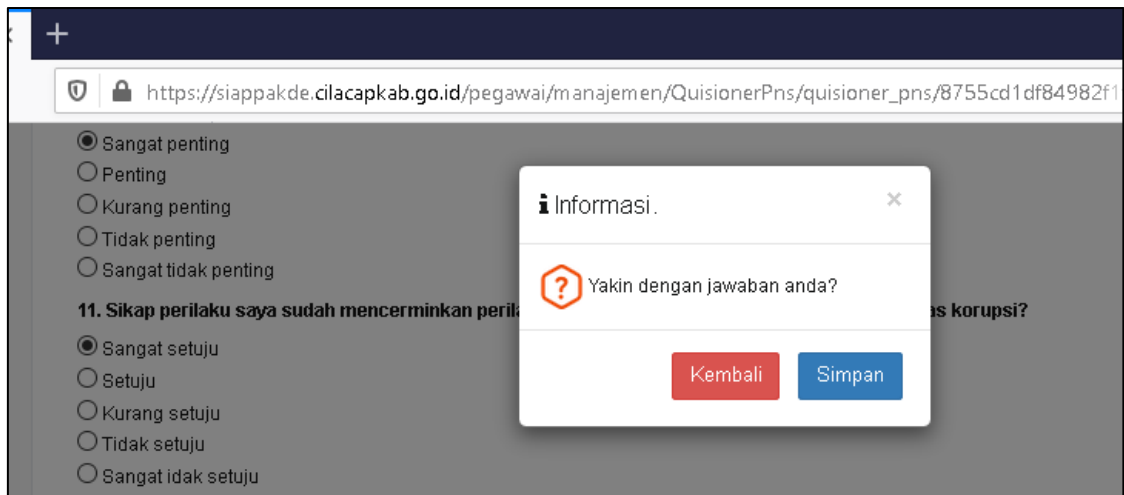 https://siappakde.cilacapkab.go.id/pegawai/manajemen/QuisionerPns/quisioner_pns/8755cd1df84982f1
Sangat penting
Penting
Kurang penting
Tidak penting
Sangat tidak penting
11. Sikap perilaku saya sudah mencerminkan perila
as korupsi?
Sangat setuju
Setuju
Kurang setuju
Tidak setuju
Sangat idak setuju
Informasi.
×
Yakin dengan jawaban anda?
Kembali
Simpan